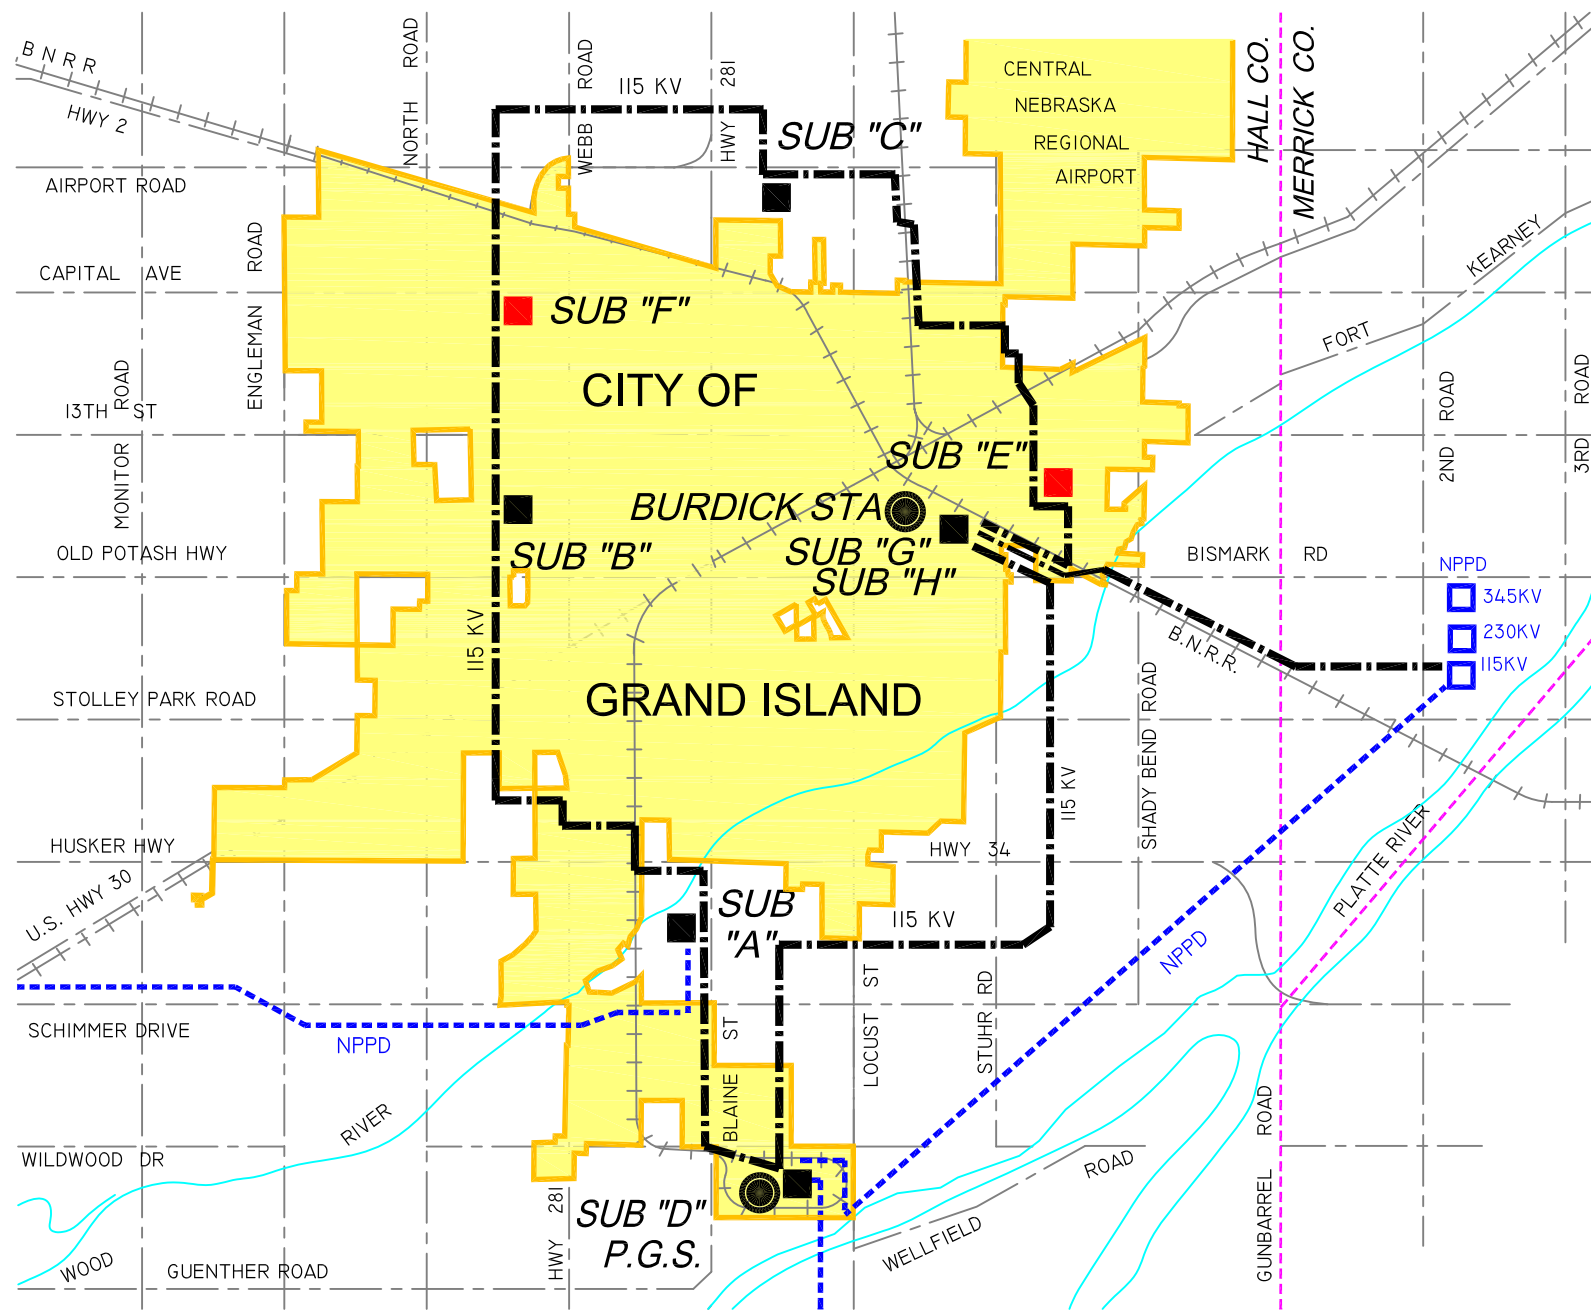 BNRR
HWY 2
NORTH ROAD
WEBB ROAD
115 KV
HWY 281
SUB "C"
CENTRAL
NEBRASKA
REGIONAL
AIRPORT
HALL CO.
MERRICK CO.
AIRPORT ROAD
CAPITAL AVE
ENGLEMAN ROAD
KEARNEY
FORT
SUB "F"
CITY OF
13TH ST
MONITOR ROAD
2ND ROAD
3RD ROAD
SUB "E"
BURDICK STA
SUB "G"
SUB "H"
SUB "B"
OLD POTASH HWY
BISMARK RD
NPPD
345KV
230KV
115KV
B.N.R.R.
115 KV
STOLLEY PARK ROAD
GRAND ISLAND
SHADY BEND ROAD
115 KV
HUSKER HWY
HWY 34
U.S. HWY 30
PLATTE RIVER
SUB
"A"
115 KV
NPPD
SCHIMMER DRIVE
NPPD
BLAINE ST
LOCUST ST
STUHR RD
RIVER
WILDWOOD DR
ROAD
GUNBARREL ROAD
SUB "D"
P.G.S.
HWY 281
WELLFIELD
WOOD
GUENTHER ROAD